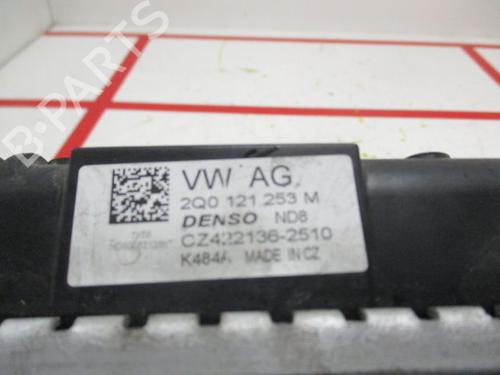 B-PARTS
VW AG
2Q0 121 253 M
DENSO ND8
CZ422136-2510
K484A MADE IN CZ